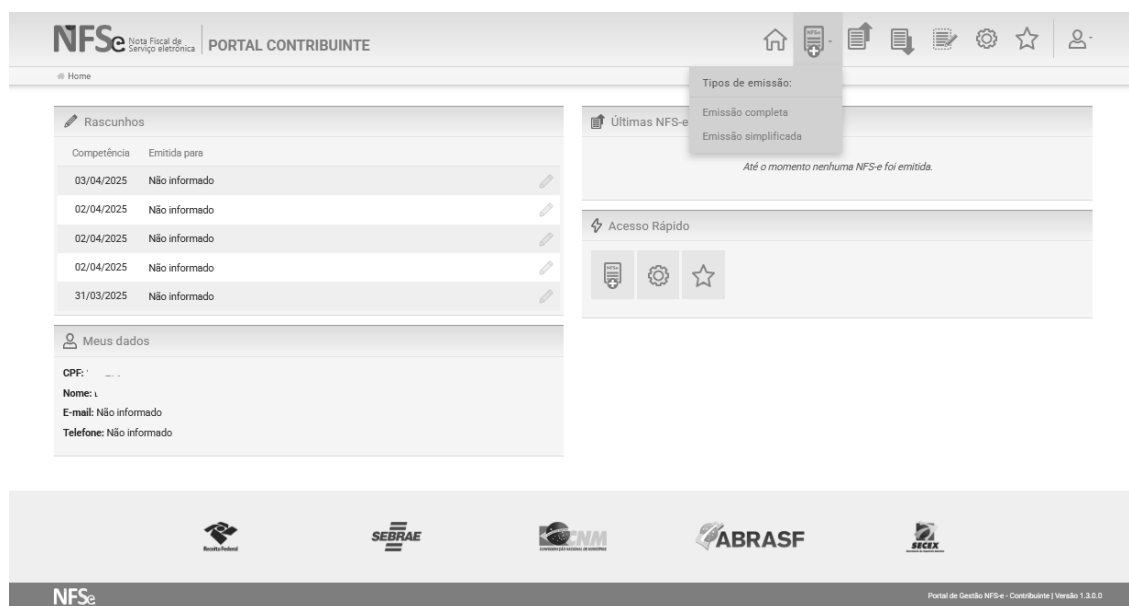 NFSe Nota Fiscal de
Serviço eletrônica
PORTAL CONTRIBUINTE
Home
Tipos de emissão:
Emissão completa
Emissão simplificada
Rascunhos
Competência Emitida para
03/04/2025 Não informado
02/04/2025 Não informado
02/04/2025 Não informado
02/04/2025 Não informado
31/03/2025 Não informado
Últimas NFS-e
Até o momento nenhuma NFS-e foi emitida.
Acesso Rápido
Meus dados
CPF:
Nome:
E-mail: Não informado
Telefone: Não informado
Receita Federal
SEBRAE
CNM
ABRASF
SECEX
NFSe
Portal de Gestão NFS-e - Contribuinte | Versão 1.3.0.0